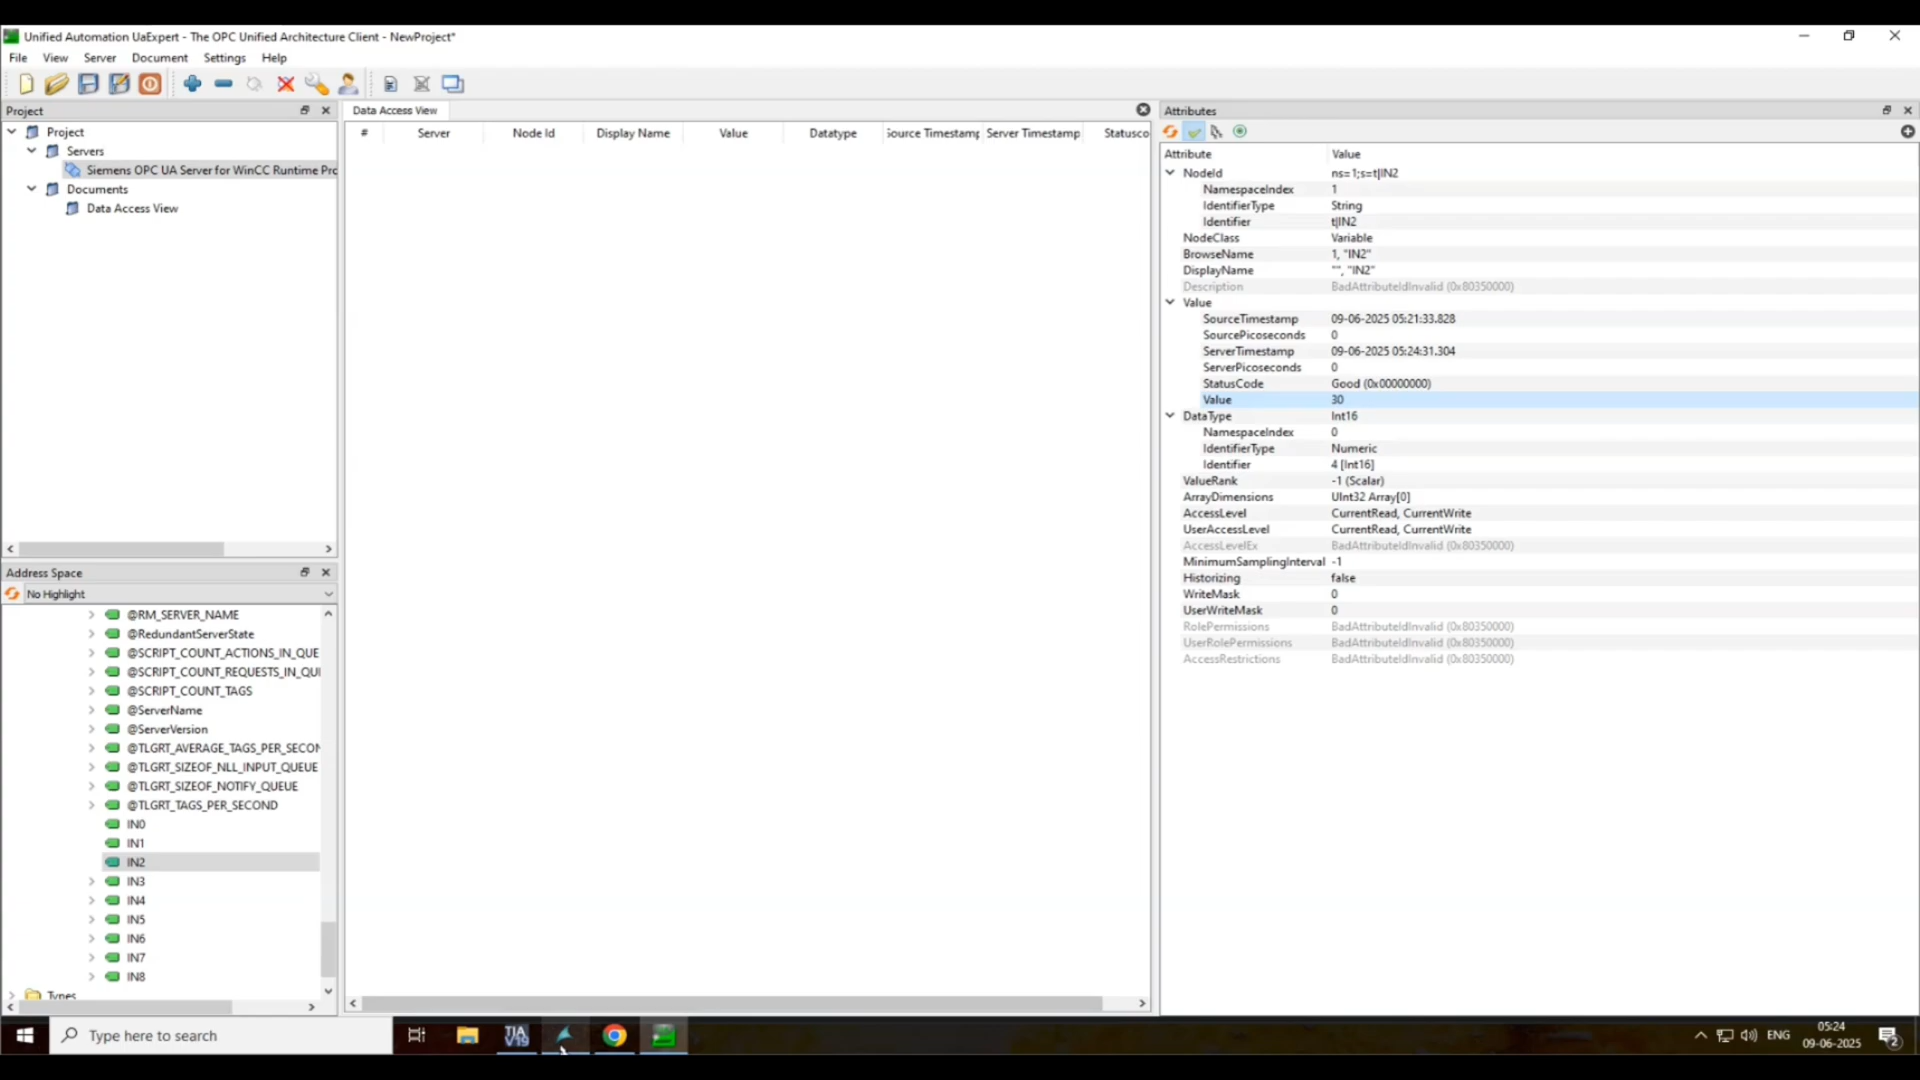 Unified Automation UaExpert - The OPC Unified Architecture Client - NewProject*
File View Server Document Settings Help
Project
Project
Servers
Siemens OPC UA Server for WinCC Runtime Pro
Documents
Data Access View
Address Space
No Highlight
@RM_SERVER_NAME
@RedundantServerState
@SCRIPT_COUNT_ACTIONS_IN_QUE
@SCRIPT_COUNT_REQUESTS_IN_QUI
@SCRIPT_COUNT_TAGS
@ServerName
@ServerVersion
@TLGRT_AVERAGE_TAGS_PER_SECON
@TLGRT_SIZEOF_NLL_INPUT_QUEUE
@TLGRT_SIZEOF_NOTIFY_QUEUE
@TLGRT_TAGS_PER_SECOND
IN0
IN1
IN2
IN3
IN4
IN5
IN6
IN7
IN8
Types
Data Access View
# Server Node Id Display Name Value Datatype Source Timestamp Server Timestamp Statusco
Attributes
Attribute Value
NodeId ns=1;s=t|IN2
NamespaceIndex 1
IdentifierType String
Identifier t|IN2
NodeClass Variable
BrowseName 1, "IN2"
DisplayName "", "IN2"
Description BadAttributeIdInvalid (0x80350000)
Value
SourceTimestamp 09-06-2025 05:21:33.828
SourcePicoseconds 0
ServerTimestamp 09-06-2025 05:24:31.304
ServerPicoseconds 0
StatusCode Good (0x00000000)
Value 30
DataType Int16
NamespaceIndex 0
IdentifierType Numeric
Identifier 4 [Int16]
ValueRank -1 (Scalar)
ArrayDimensions UInt32 Array[0]
AccessLevel CurrentRead, CurrentWrite
UserAccessLevel CurrentRead, CurrentWrite
AccessLevelEx BadAttributeIdInvalid (0x80350000)
MinimumSamplingInterval -1
Historizing false
WriteMask 0
UserWriteMask 0
RolePermissions BadAttributeIdInvalid (0x80350000)
UserRolePermissions BadAttributeIdInvalid (0x80350000)
AccessRestrictions BadAttributeIdInvalid (0x80350000)
Type here to search
TIA
V19
ENG
05:24
09-06-2025
2